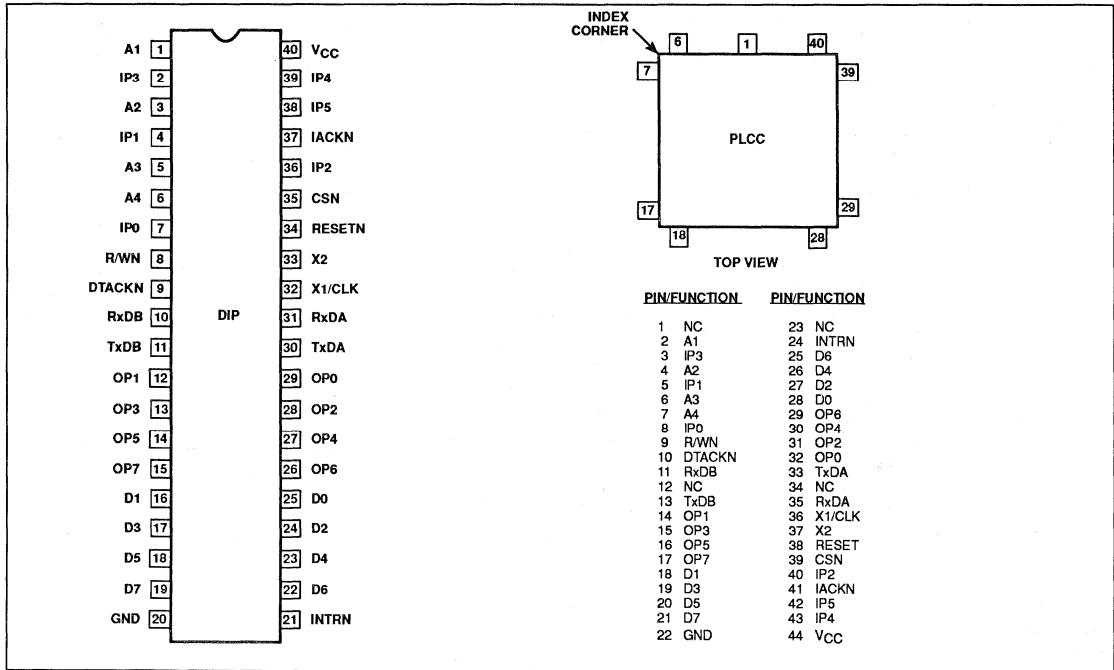 A1 1 40 VCC
IP3 2 39 IP4
A2 3 38 IP5
IP1 4 37 IACKN
A3 5 36 IP2
A4 6 35 CSN
IP0 7 34 RESETN
R/WN 8 33 X2
DTACKN 9 32 X1/CLK
RxDB 10 DIP 31 RxDA
TxDB 11 30 TxDA
OP1 12 29 OP0
OP3 13 28 OP2
OP5 14 27 OP4
OP7 15 26 OP6
D1 16 25 D0
D3 17 24 D2
D5 18 23 D4
D7 19 22 D6
GND 20 21 INTRN
INDEX
CORNER
6 1 40
7 39
PLCC
17 29
18 28
TOP VIEW
PIN/FUNCTION PIN/FUNCTION
1 NC 23 NC
2 A1 24 INTRN
3 IP3 25 D6
4 A2 26 D4
5 IP1 27 D2
6 A3 28 D0
7 A4 29 OP6
8 IP0 30 OP4
9 R/WN 31 OP2
10 DTACKN 32 OP0
11 RxDB 33 TxDA
12 NC 34 NC
13 TxDB 35 RxDA
14 OP1 36 X1/CLK
15 OP3 37 X2
16 OP5 38 RESET
17 OP7 39 CSN
18 D1 40 IP2
19 D3 41 IACKN
20 D5 42 IP5
21 D7 43 IP4
22 GND 44 VCC